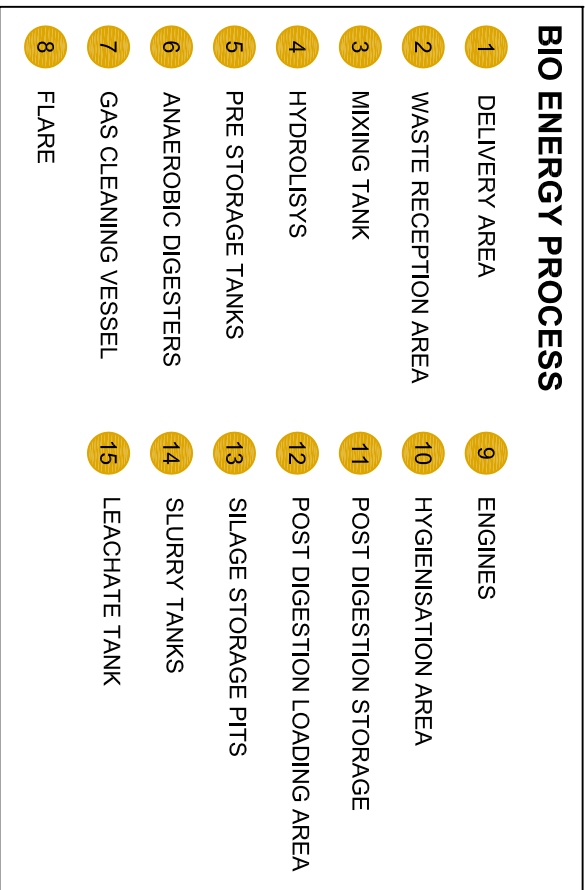 BIO ENERGY PROCESS
1 DELIVERY AREA
2 WASTE RECEPTION AREA
3 MIXING TANK
4 HYDROLISYS
5 PRE STORAGE TANKS
6 ANAEROBIC DIGESTERS
7 GAS CLEANING VESSEL
8 FLARE
9 ENGINES
10 HYGIENISATION AREA
11 POST DIGESTION STORAGE
12 POST DIGESTION LOADING AREA
13 SILAGE STORAGE PITS
14 SLURRY TANKS
15 LEACHATE TANK